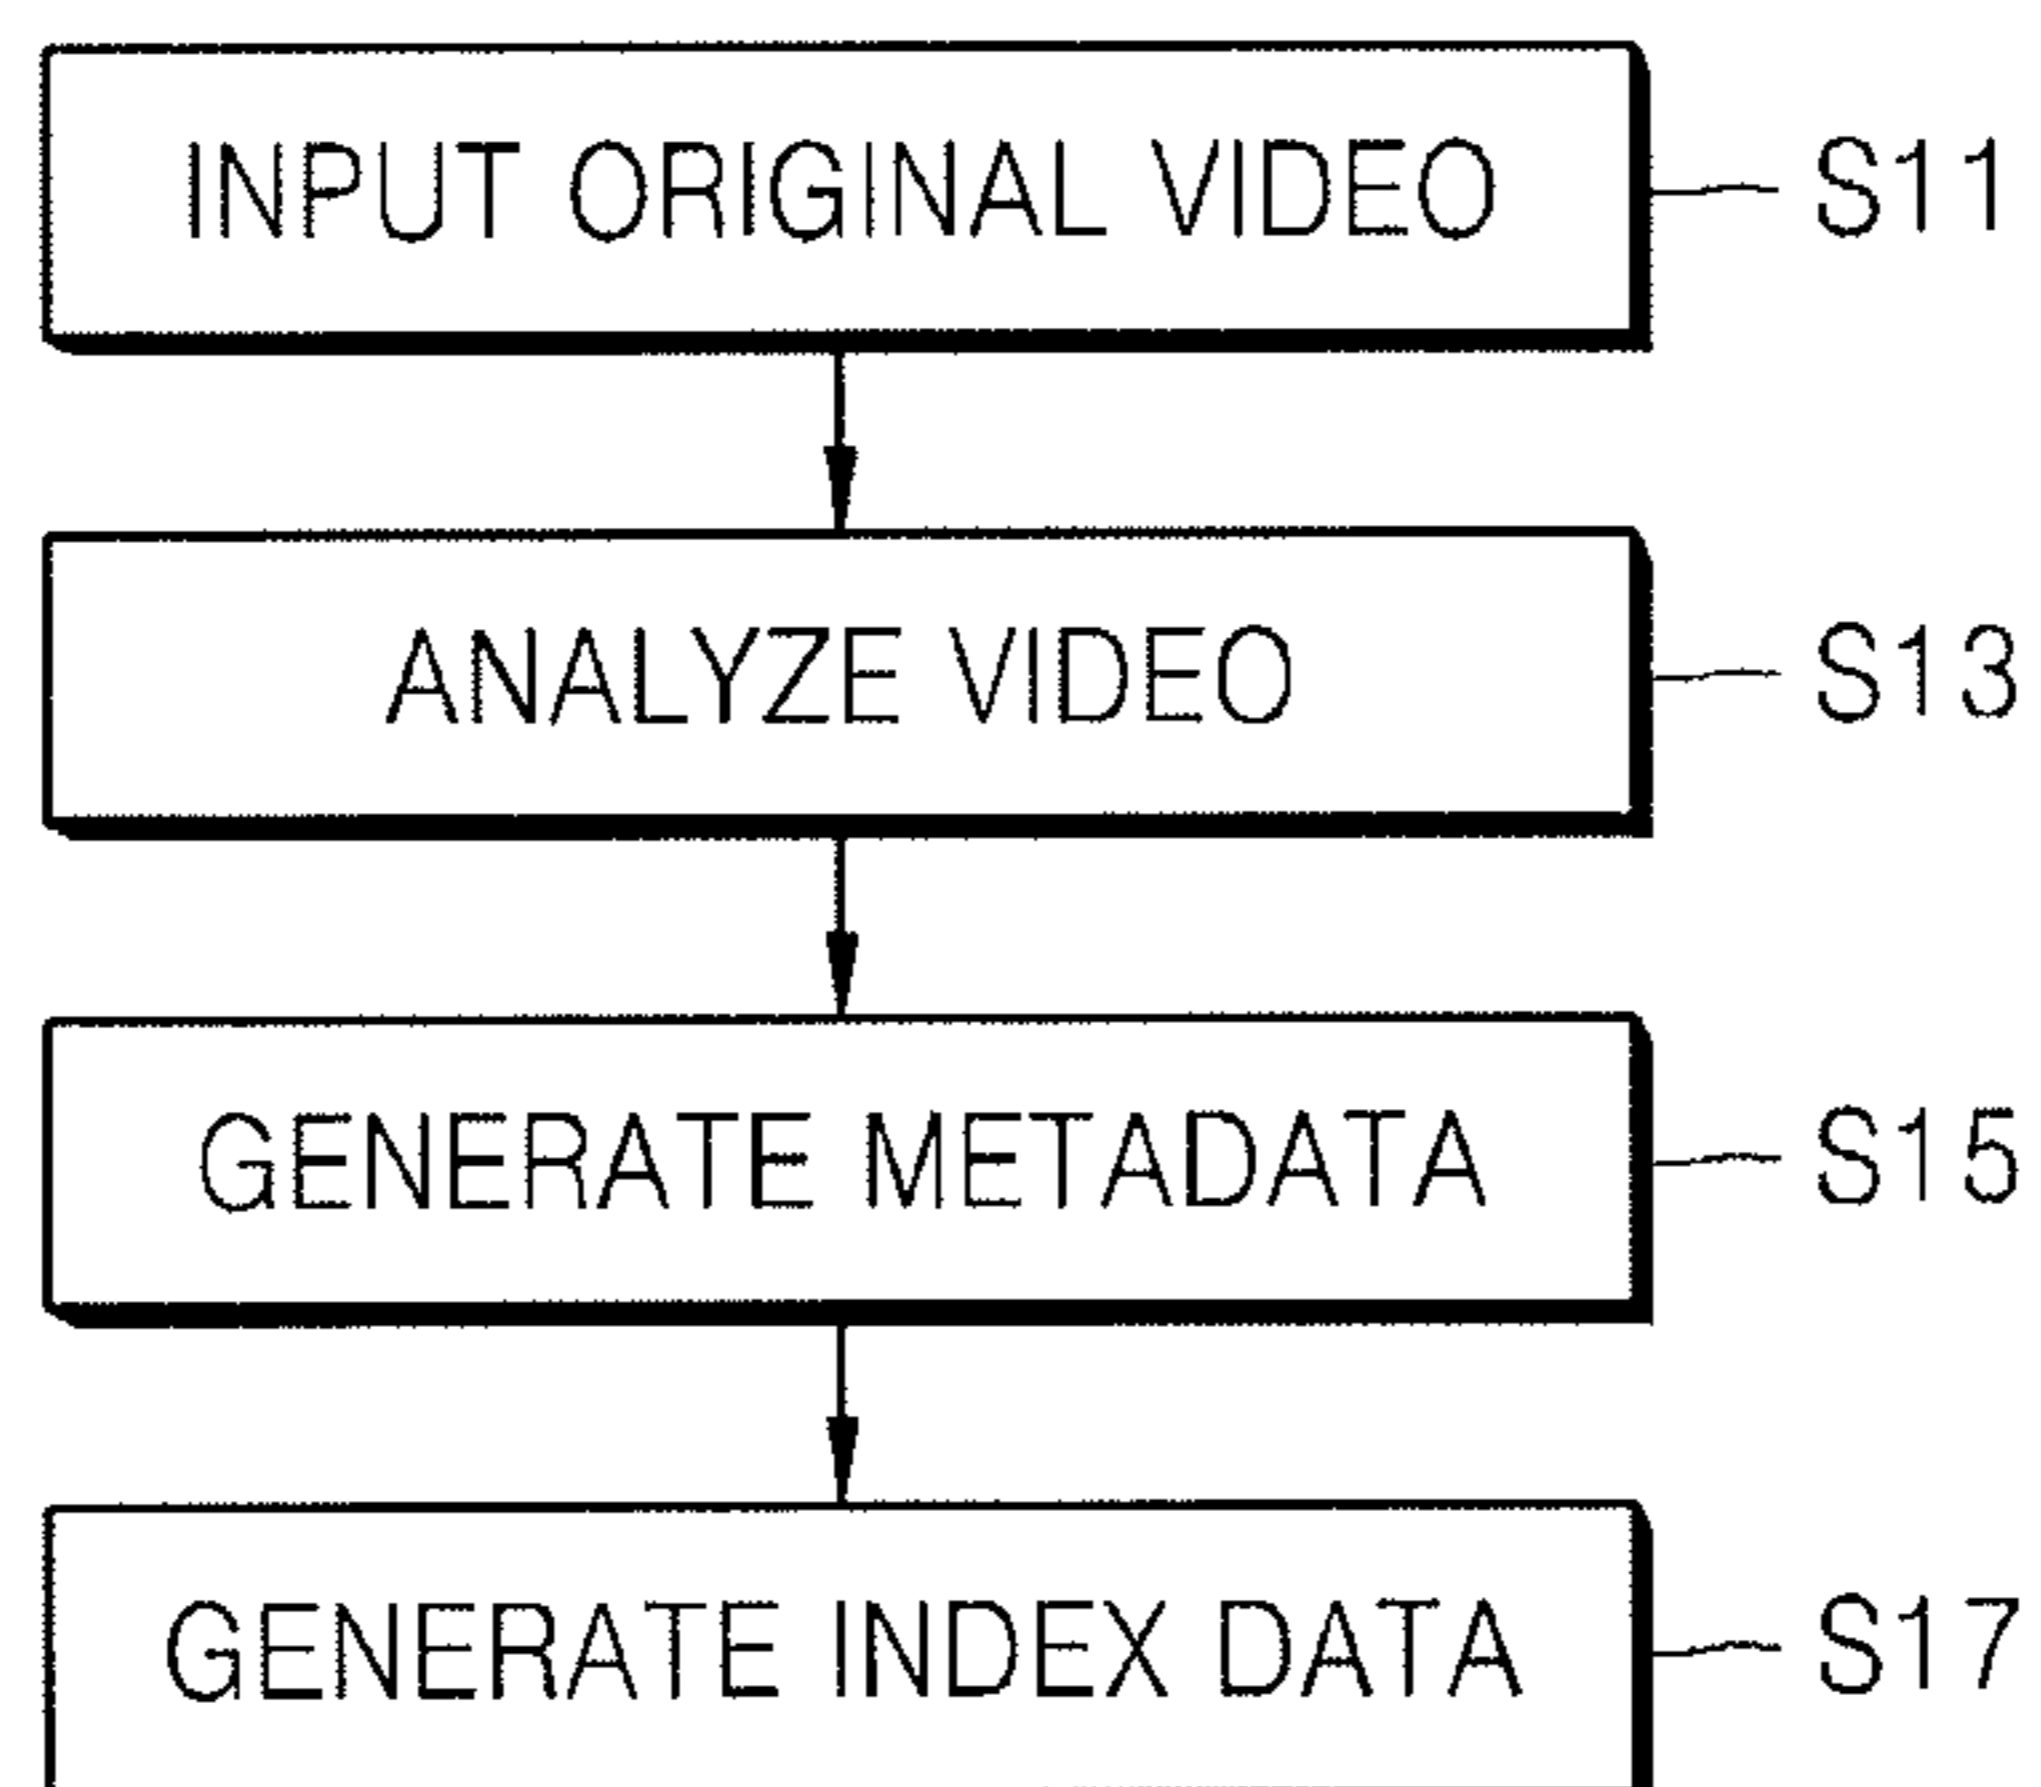 INPUT ORIGINAL VIDEO S11
ANALYZE VIDEO S13
GENERATE METADATA S15
GENERATE INDEX DATA S17